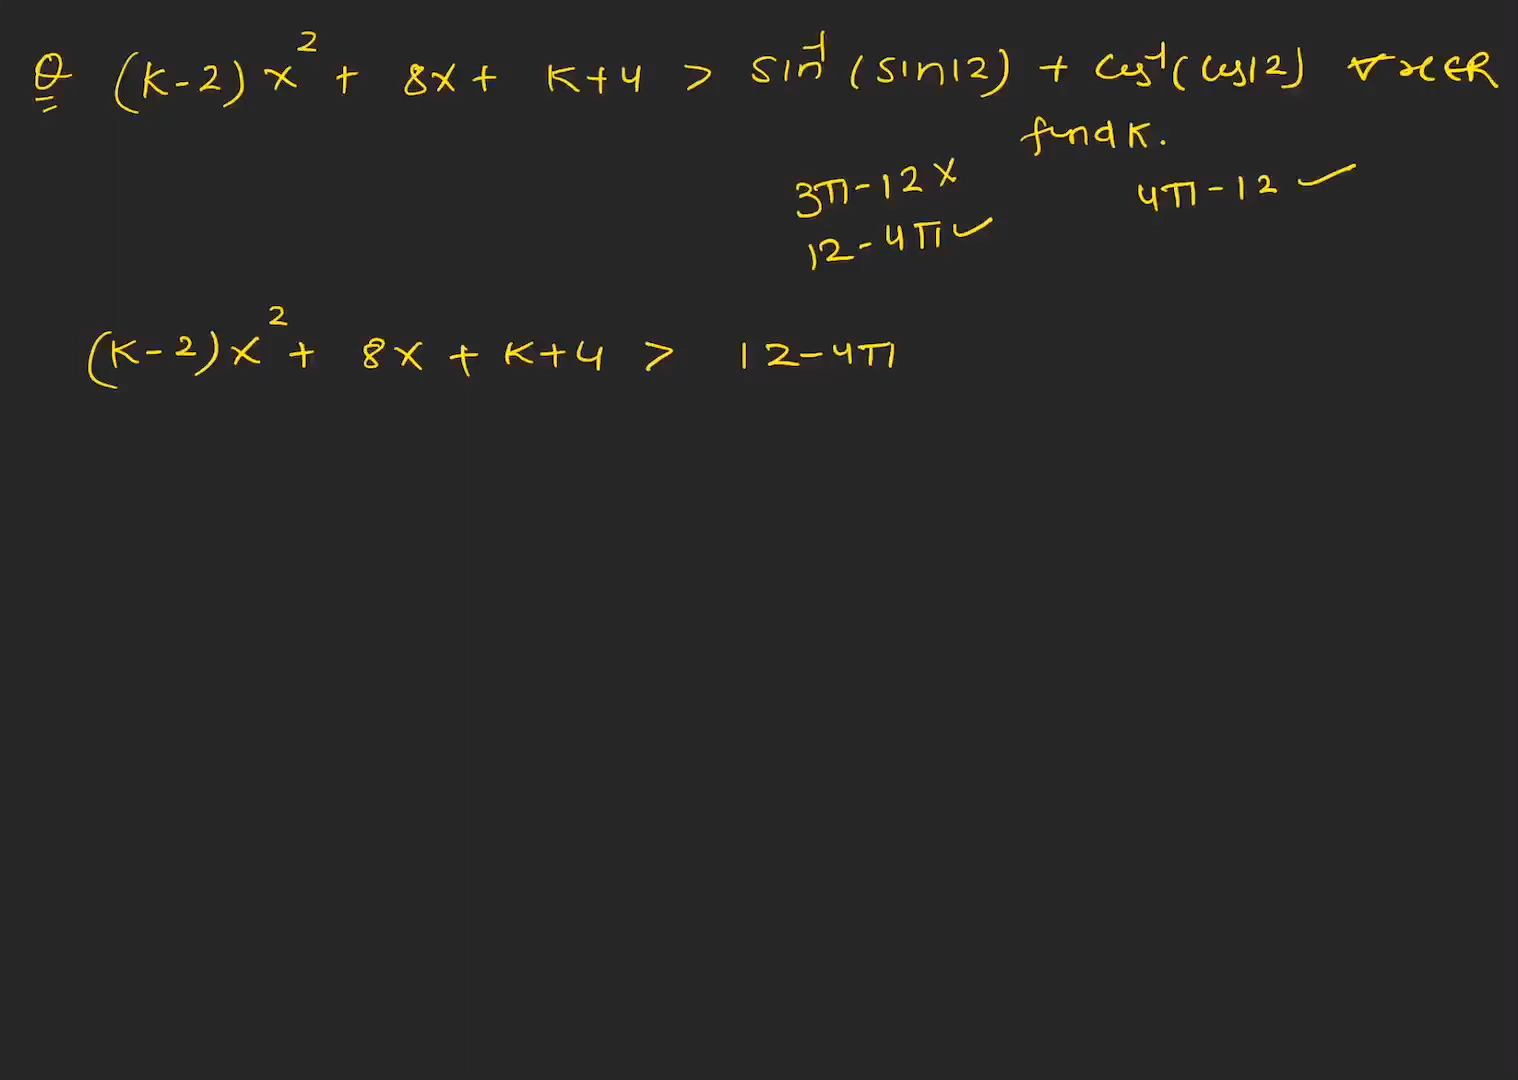 Q (K-2)x² + 8x + K+4 > sin⁻¹(sin12) + cos⁻¹(cos12) ∀ x∈R
find K.
3π-12 ×
4π-12 ✓
12-4π ✓
(K-2)x² + 8x + K+4 > 12-4π